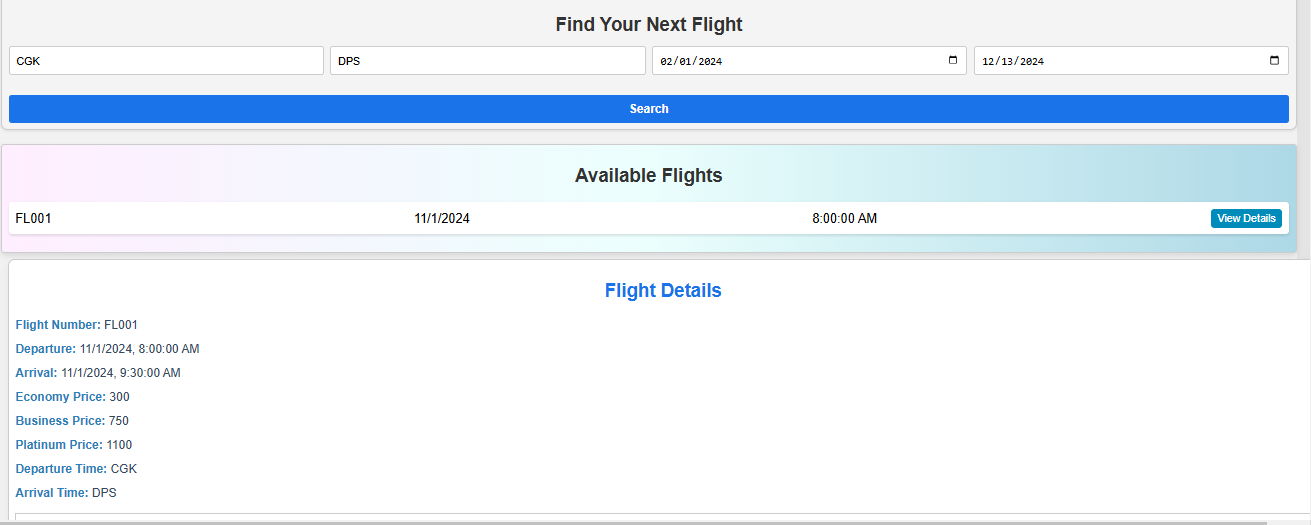 Find Your Next Flight
CGK DPS 02/01/2024 12/13/2024
Search
Available Flights
FL001 11/1/2024 8:00:00 AM View Details
Flight Details
Flight Number: FL001
Departure: 11/1/2024, 8:00:00 AM
Arrival: 11/1/2024, 9:30:00 AM
Economy Price: 300
Business Price: 750
Platinum Price: 1100
Departure Time: CGK
Arrival Time: DPS